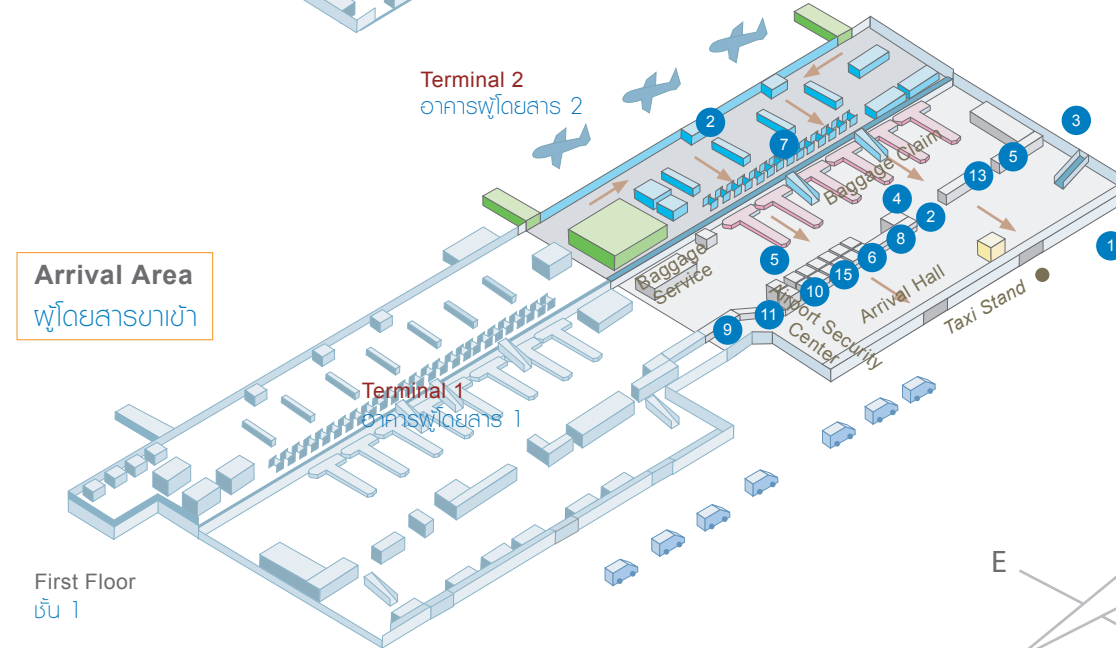 Terminal 2
อาคารผู้โดยสาร 2
2
7
3
5
13
Baggage Claim
4
2
8
1
5
6
15
10
Baggage
Service
Arrival Hall
Taxi Stand
11
9
Airport Security
Center
Arrival Area
ผู้โดยสารขาเข้า
Terminal 1
อาคารผู้โดยสาร 1
First Floor
ชั้น 1
E